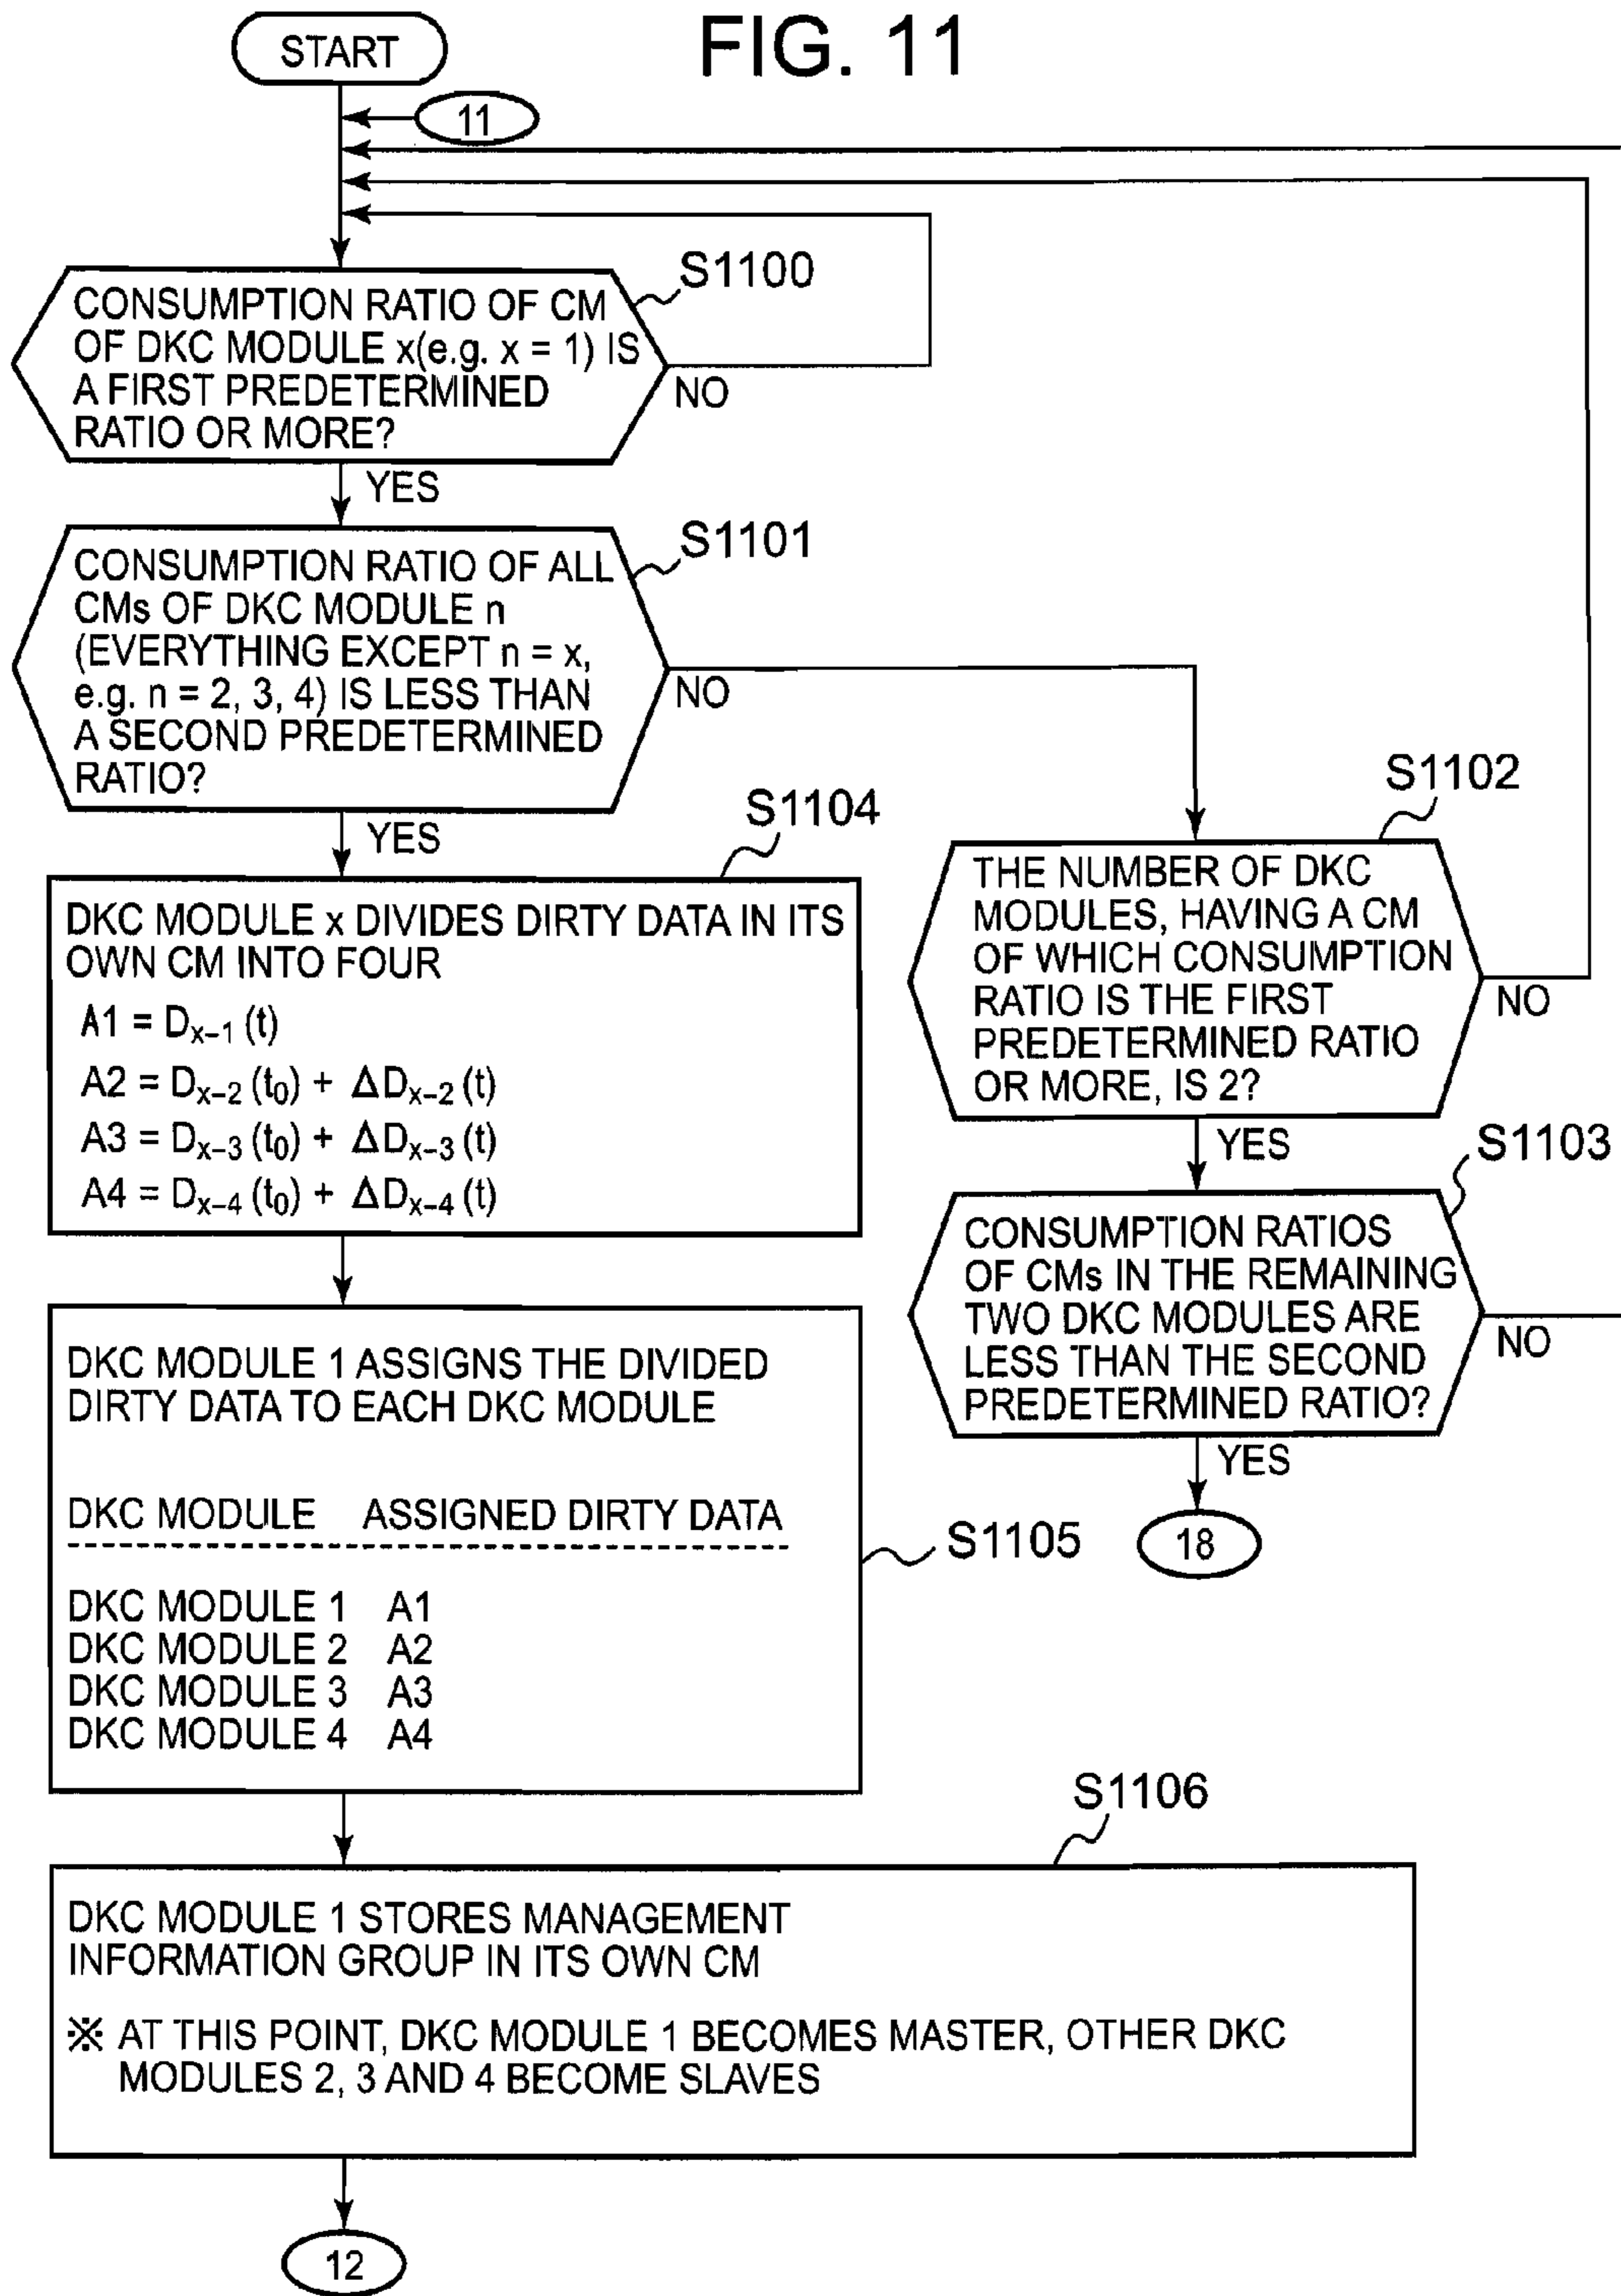 FIG. 11
START
11
S1100
CONSUMPTION RATIO OF CM
OF DKC MODULE x(e.g. x = 1) IS
A FIRST PREDETERMINED
RATIO OR MORE?
NO
YES
S1101
CONSUMPTION RATIO OF ALL
CMs OF DKC MODULE n
(EVERYTHING EXCEPT n = x,
e.g. n = 2, 3, 4) IS LESS THAN
A SECOND PREDETERMINED
RATIO?
NO
YES
S1102
THE NUMBER OF DKC
MODULES, HAVING A CM
OF WHICH CONSUMPTION
RATIO IS THE FIRST
PREDETERMINED RATIO
OR MORE, IS 2?
NO
YES
S1103
CONSUMPTION RATIOS
OF CMs IN THE REMAINING
TWO DKC MODULES ARE
LESS THAN THE SECOND
PREDETERMINED RATIO?
NO
YES
18
S1104
DKC MODULE x DIVIDES DIRTY DATA IN ITS
OWN CM INTO FOUR
A1 = Dx−1 (t)
A2 = Dx−2 (t0) + ΔDx−2 (t)
A3 = Dx−3 (t0) + ΔDx−3 (t)
A4 = Dx−4 (t0) + ΔDx−4 (t)
S1105
DKC MODULE 1 ASSIGNS THE DIVIDED
DIRTY DATA TO EACH DKC MODULE
DKC MODULE ASSIGNED DIRTY DATA
DKC MODULE 1 A1
DKC MODULE 2 A2
DKC MODULE 3 A3
DKC MODULE 4 A4
S1106
DKC MODULE 1 STORES MANAGEMENT
INFORMATION GROUP IN ITS OWN CM
※ AT THIS POINT, DKC MODULE 1 BECOMES MASTER, OTHER DKC
MODULES 2, 3 AND 4 BECOME SLAVES
12